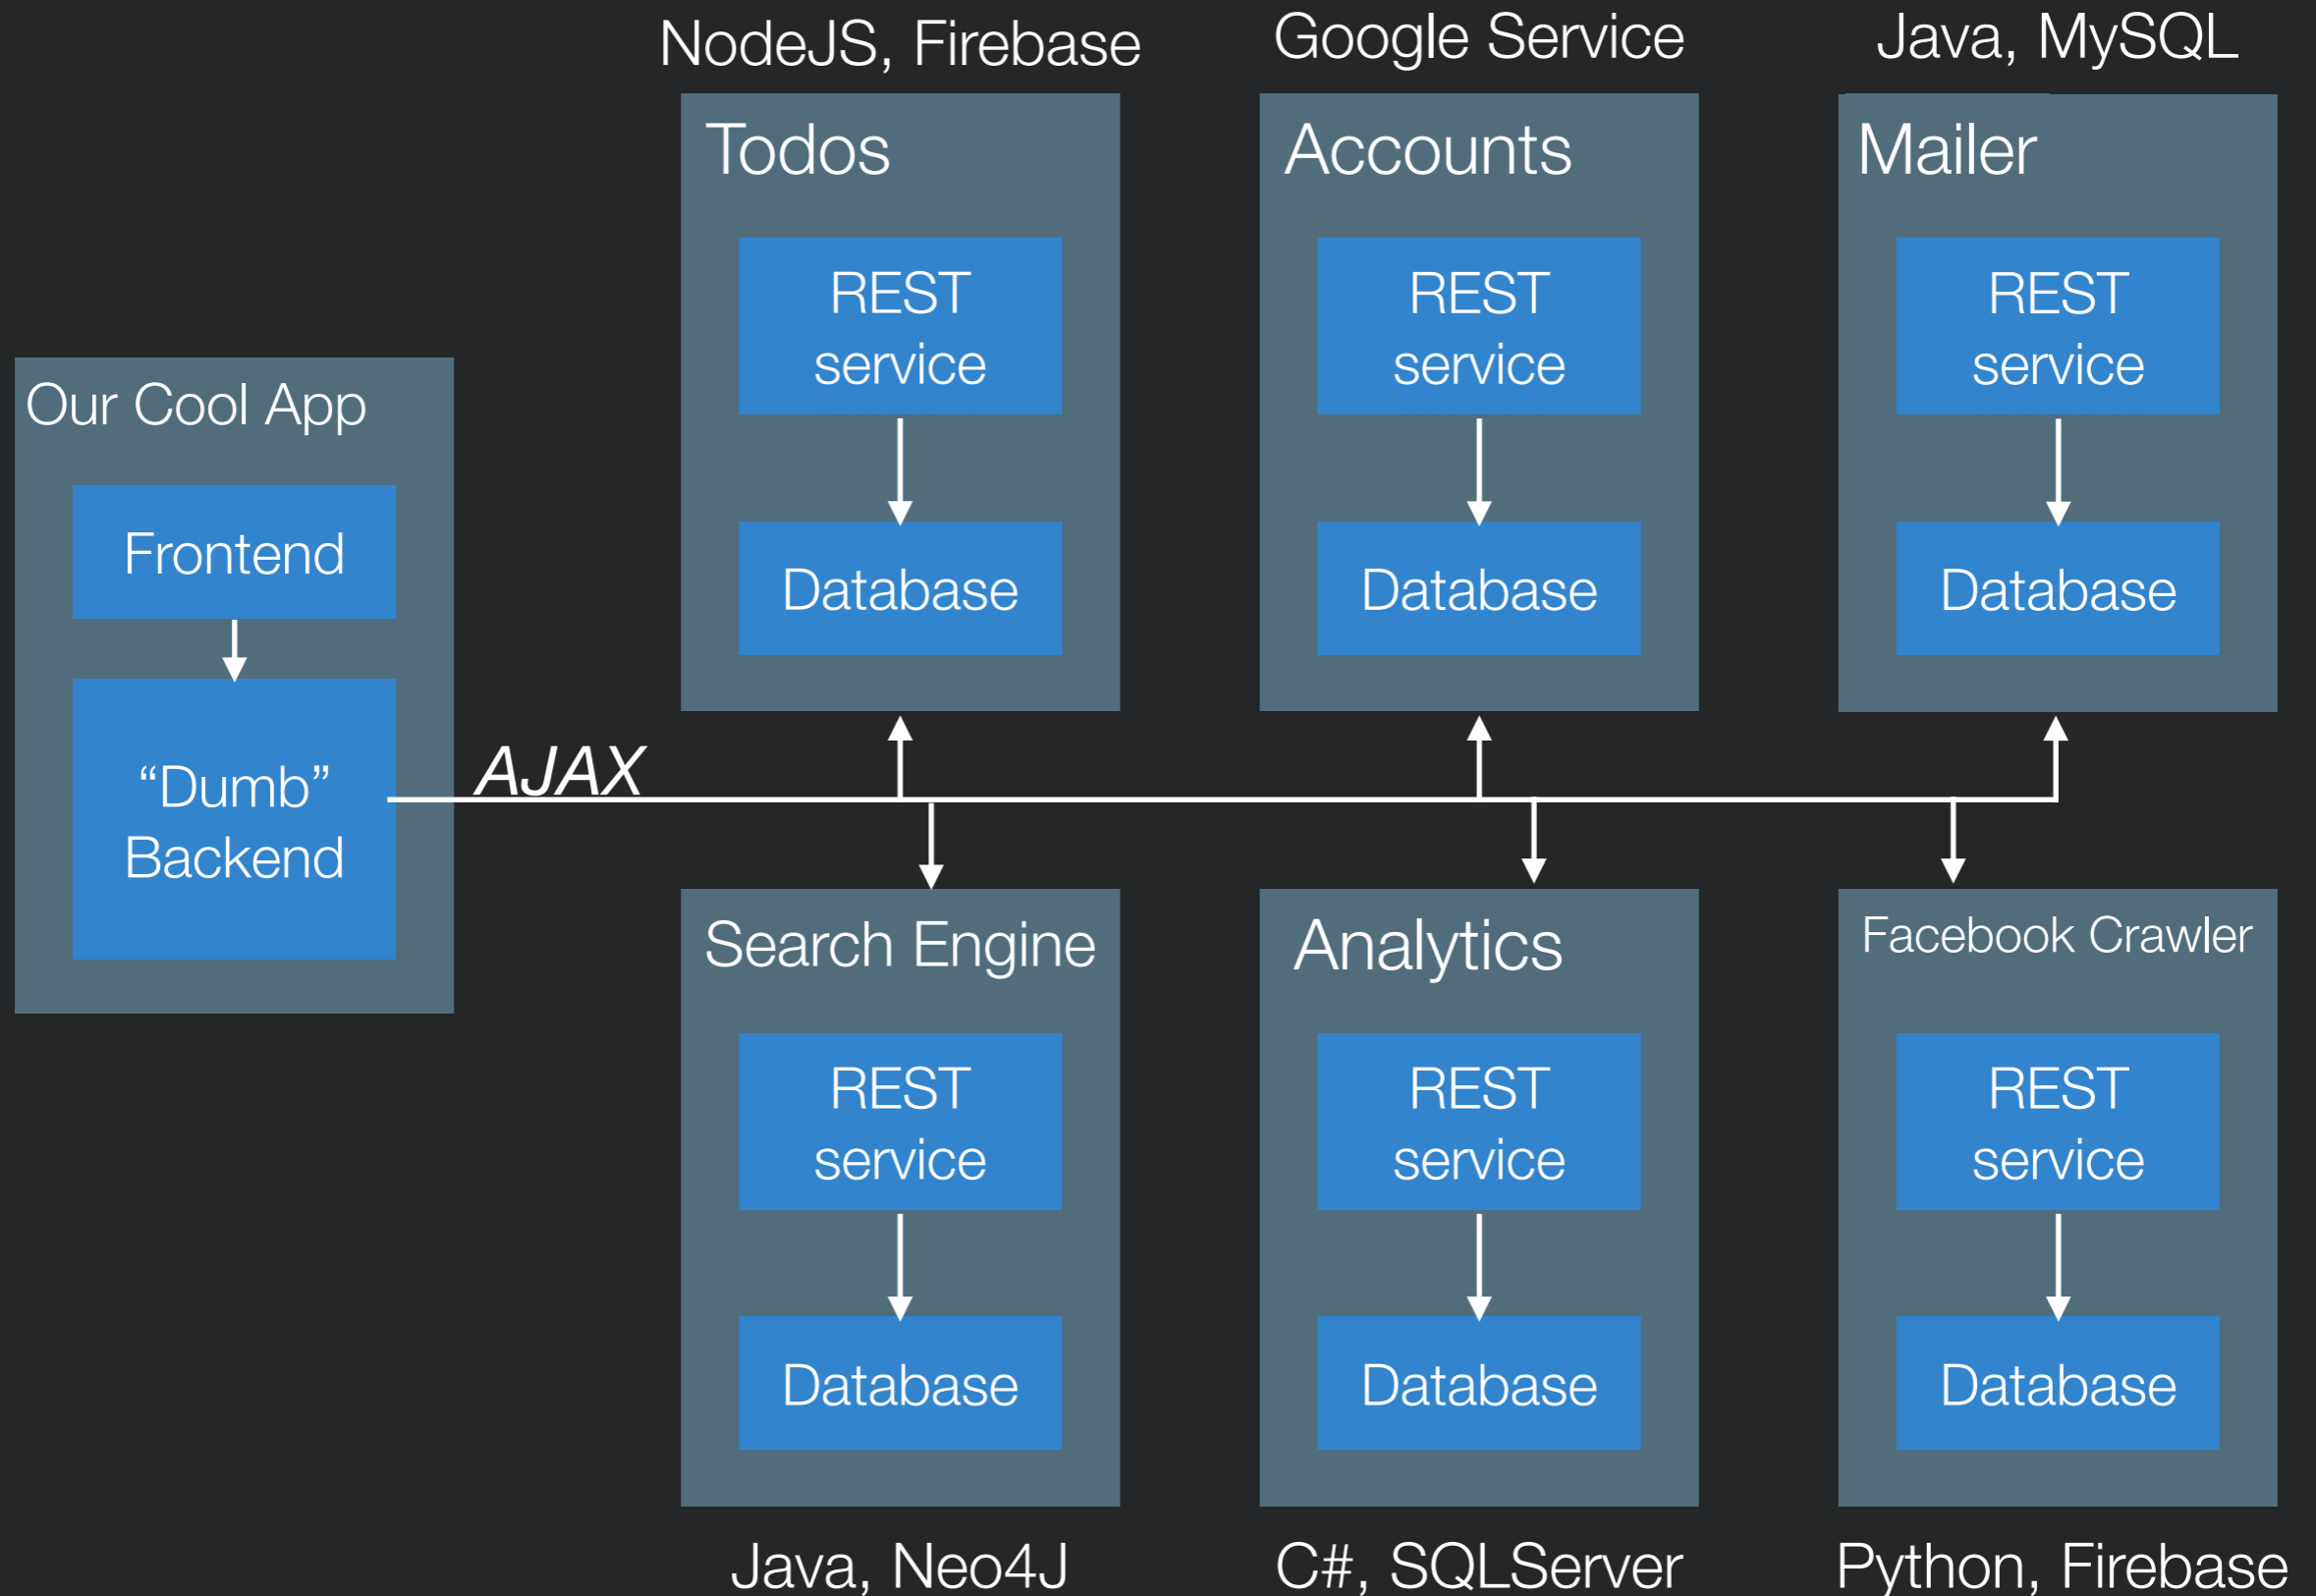 NodeJS, Firebase
Google Service
Java, MySQL
Todos
REST
service
Database
Accounts
REST
service
Database
Mailer
REST
service
Database
Our Cool App
Frontend
“Dumb”
Backend
AJAX
Search Engine
REST
service
Database
Analytics
REST
service
Database
Facebook Crawler
REST
service
Database
Java, Neo4J
C#, SQLServer
Python, Firebase